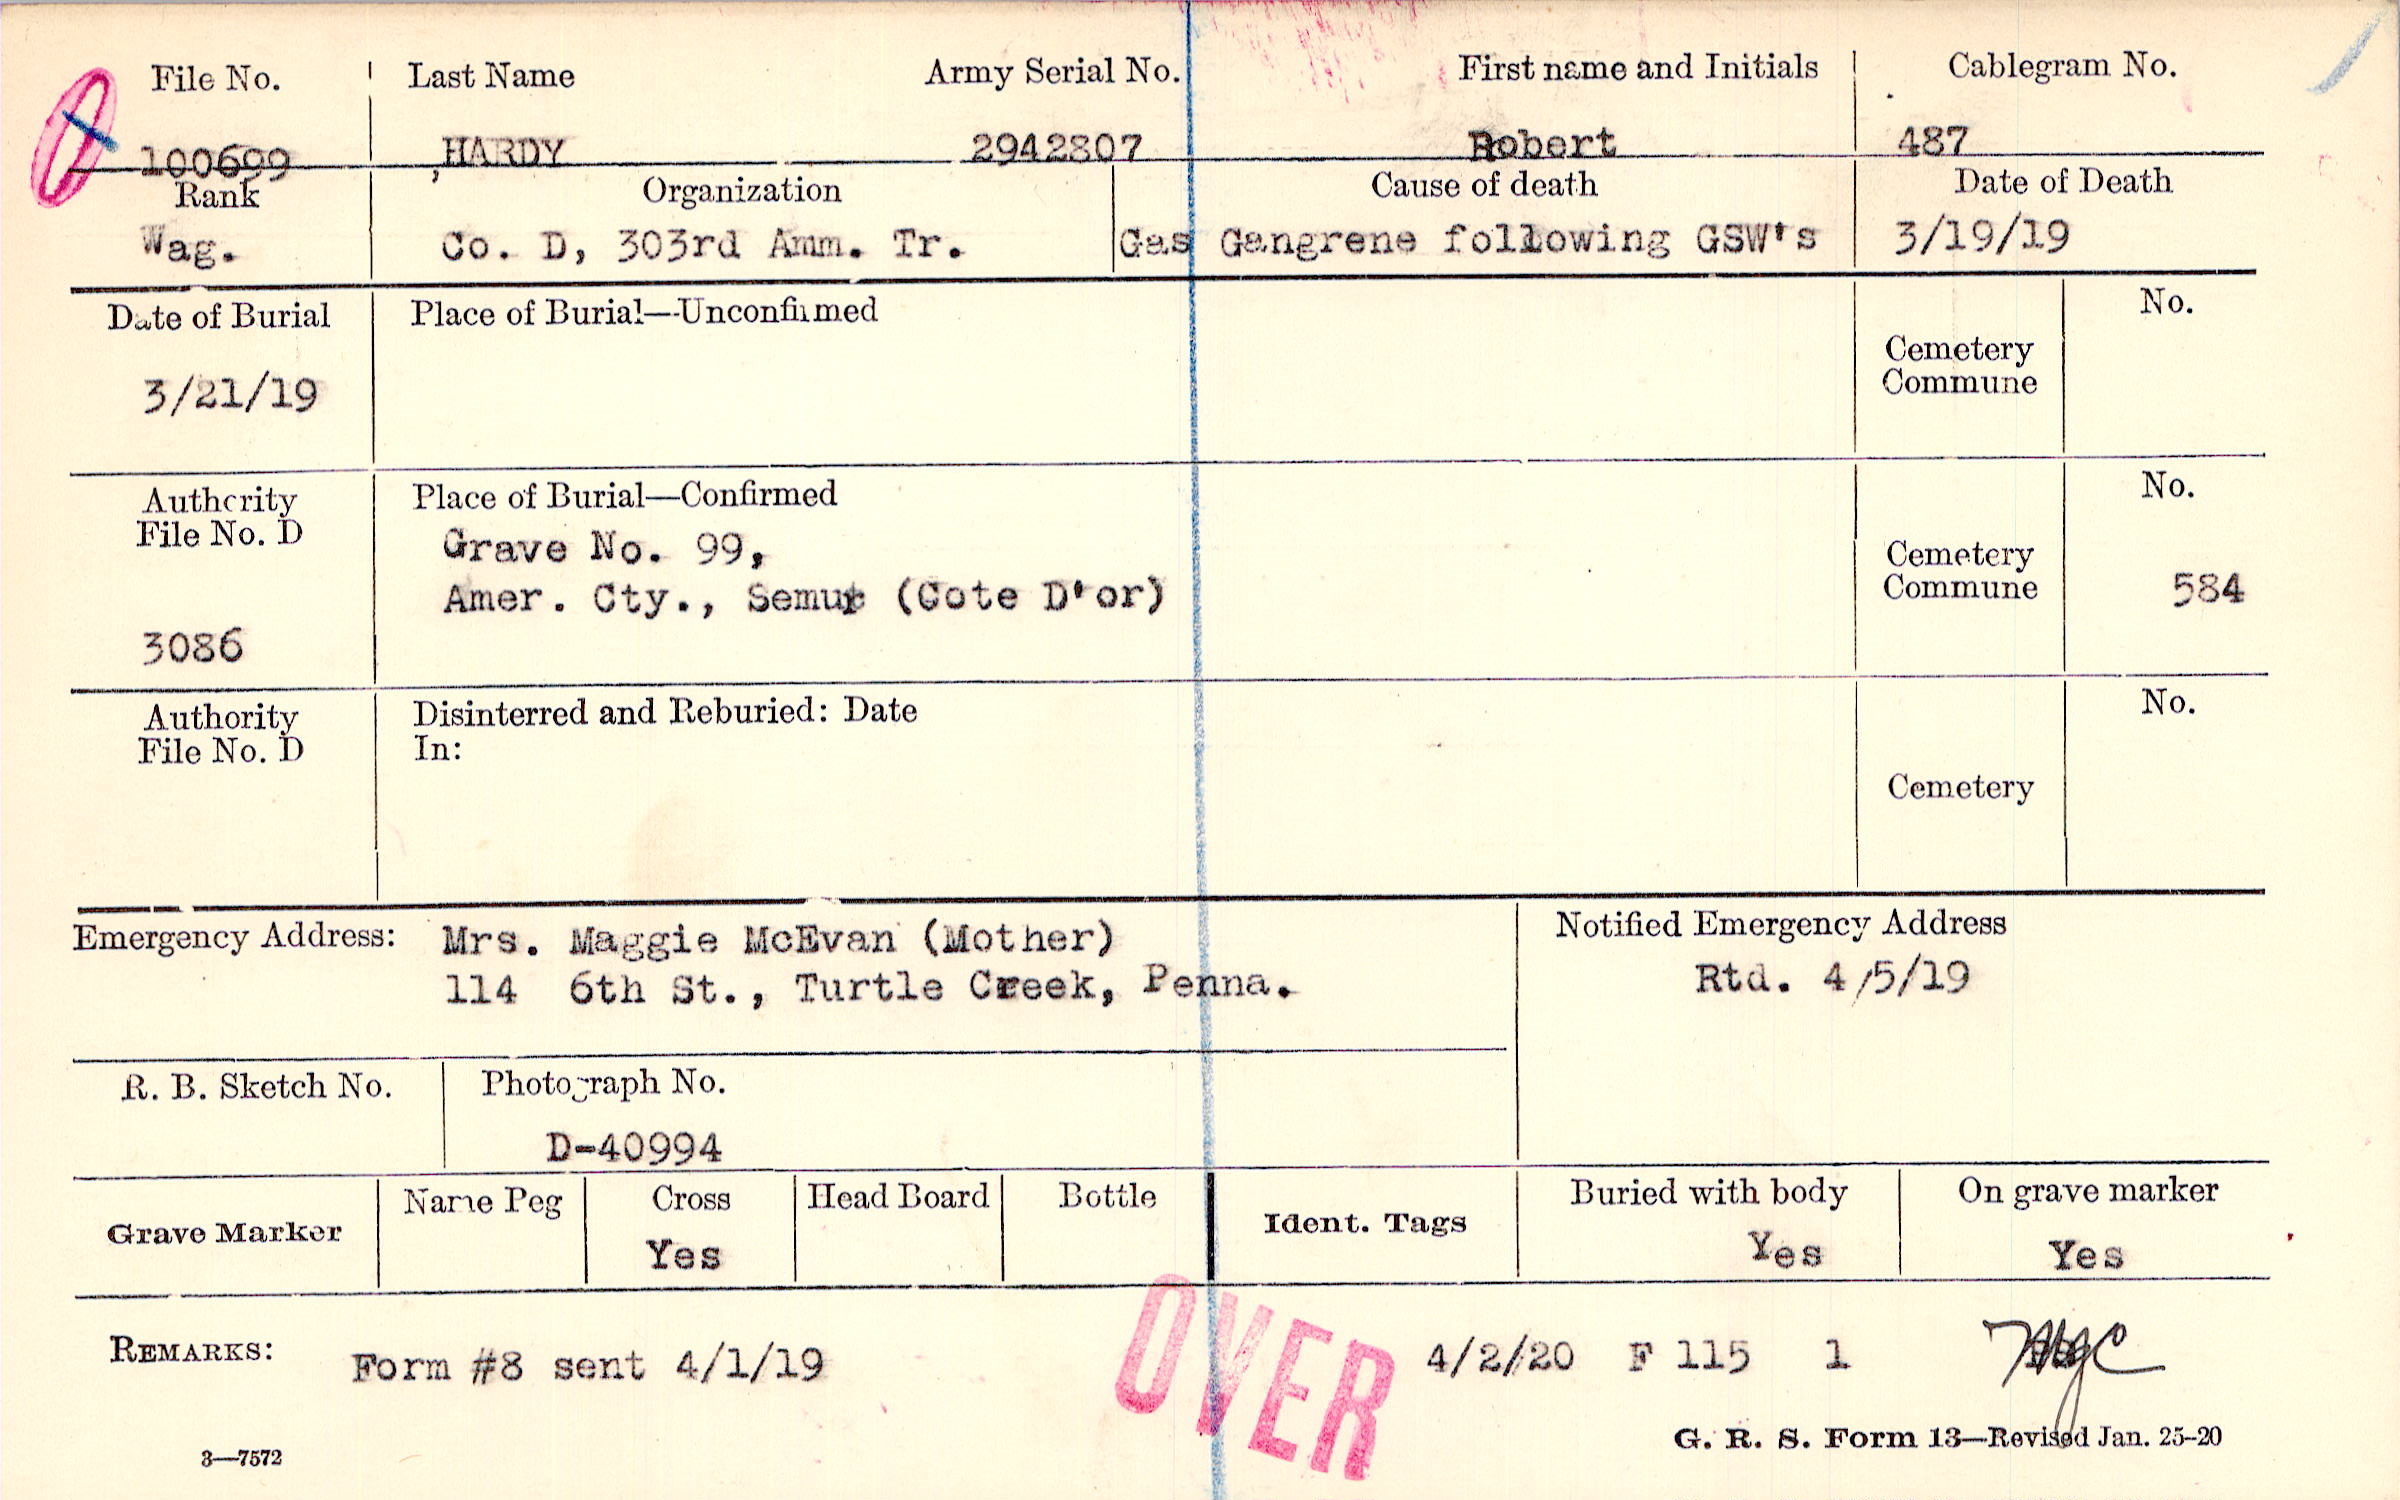 File No. Last Name Army Serial No. First name and Initials Cablegram No.
100699 HARDY 2942807 Robert 487
Rank Organization Cause of death Date of Death
Wag. Co. D, 303rd Amm. Tr. Gas Gangrene following GSW's 3/19/19
Date of Burial Place of Burial—Unconfirmed No.
Cemetery
Commune
3/21/19
Authority Place of Burial—Confirmed No.
File No. D
Grave No. 99,
Cemetery
Amer. Cty., Semur (Cote D'or) Commune 584
3086
Authority Disinterred and Reburied: Date No.
File No. D In:
Cemetery
Emergency Address: Mrs. Maggie McEvan (Mother) Notified Emergency Address
114 6th St., Turtle Creek, Penna. Rtd. 4/5/19
R. B. Sketch No. Photograph No.
D-40994
Grave Marker Name Peg Cross Head Board Bottle Ident. Tags Buried with body On grave marker
Yes Yes Yes
REMARKS: Form #8 sent 4/1/19 OVER 4/2/20 F 115 1
3—7572 G. R. S. Form 13—Revised Jan. 25-20